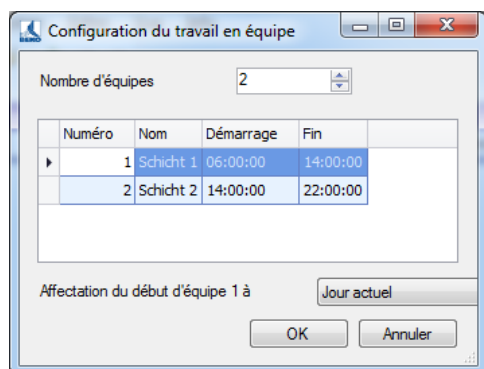 Configuration du travail en équipe
Nombre d'équipes 2
Numéro Nom Démarrage Fin
1 Schicht 1 06:00:00 14:00:00
2 Schicht 2 14:00:00 22:00:00
Affectation du début d'équipe 1 à Jour actuel
OK Annuler